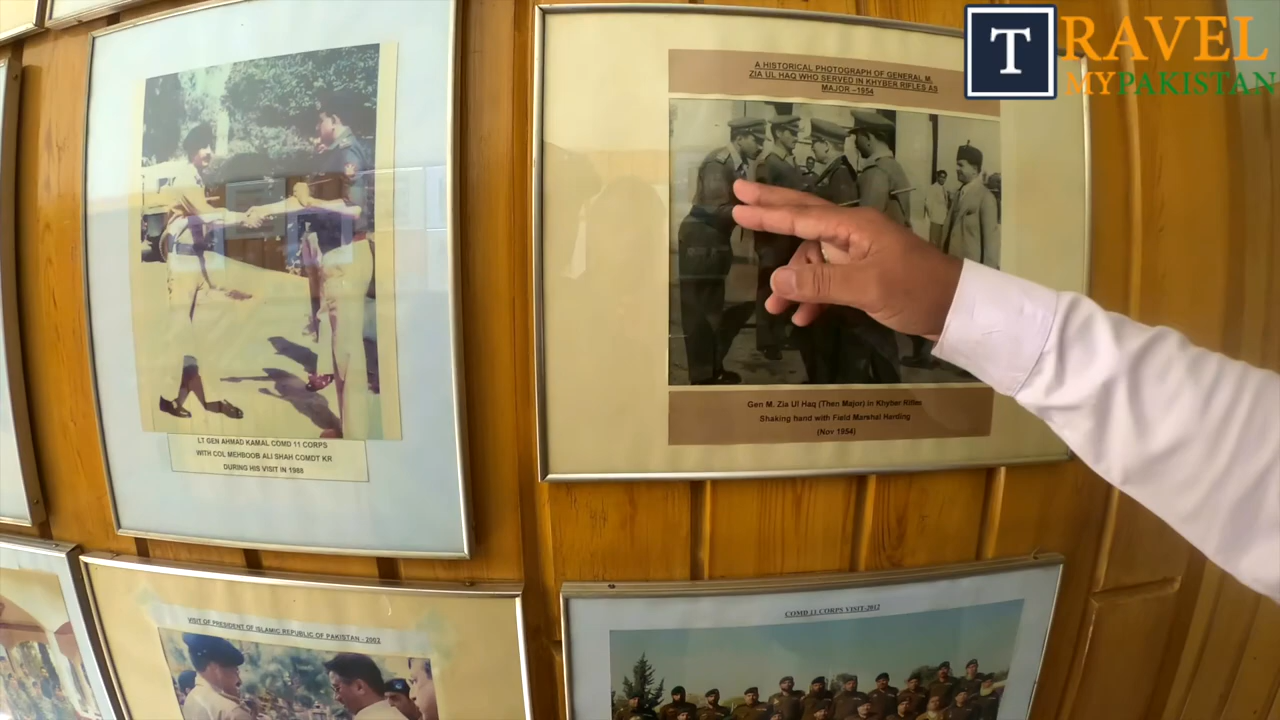 T TRAVEL
MYPAKISTAN
A HISTORICAL PHOTOGRAPH OF GENERAL M.
ZIA UL HAQ WHO SERVED IN KHYBER RIFLES AS
MAJOR -1954
Gen M. Zia Ul Haq (Then Major) in Khyber Rifles
Shaking hand with Field Marshal Harding
(Nov 1954)
LT GEN AHMAD KAMAL COMD 11 CORPS
WITH COL MEHBOOB ALI SHAH COMDT KR
DURING HIS VISIT IN 1988
VISIT OF PRESIDENT OF ISLAMIC REPUBLIC OF PAKISTAN - 2002
COMD 11 CORPS VISIT-2012